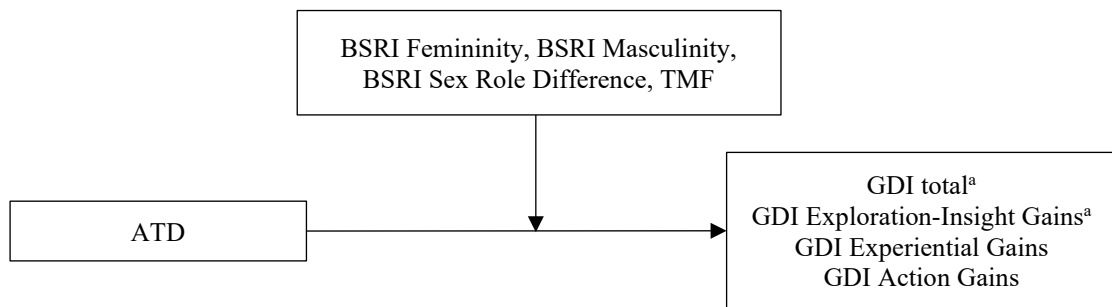 BSRI Femininity, BSRI Masculinity,
BSRI Sex Role Difference, TMF
ATD
GDI totalᵃ
GDI Exploration-Insight Gainsᵃ
GDI Experiential Gains
GDI Action Gains